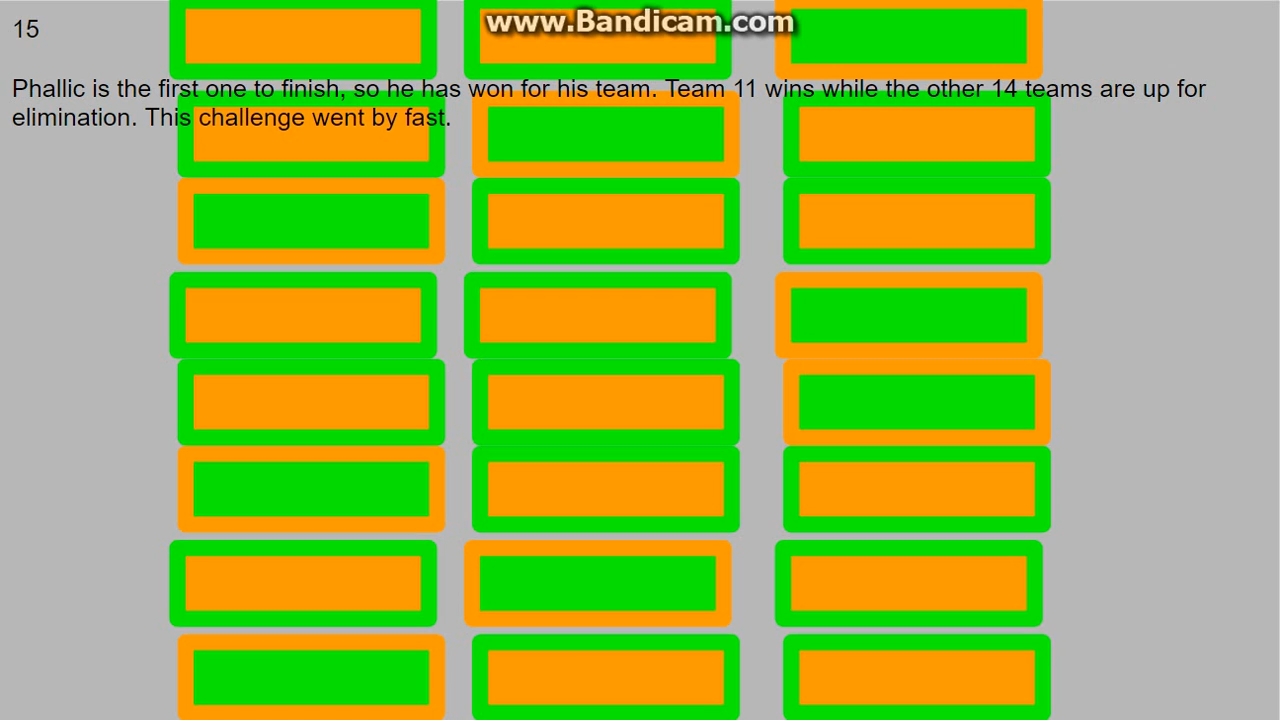 www.Bandicam.com
15
Phallic is the first one to finish, so he has won for his team. Team 11 wins while the other 14 teams are up for
elimination. This challenge went by fast.